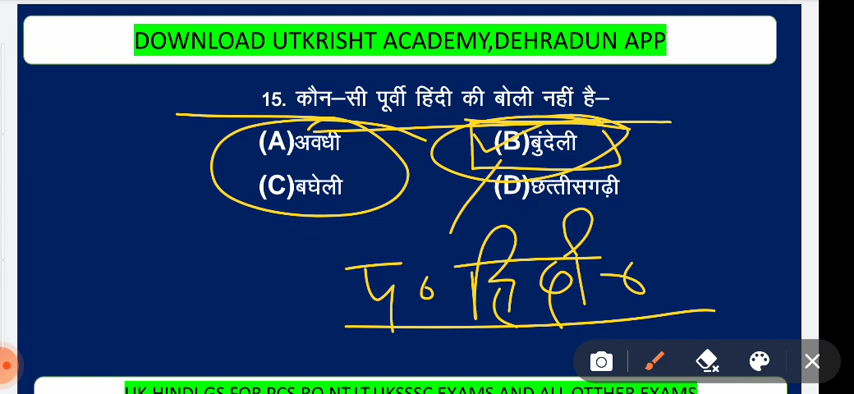 DOWNLOAD UTKRISHT ACADEMY,DEHRADUN APP
15. कौन–सी पूर्वी हिंदी की बोली नहीं है–
(A)अवधी (B)बुंदेली
(C)बघेली (D)छत्तीसगढ़ी
प० हिंदी
UK HINDI,GS FOR PCS RO NT LT UKSSSC EXAMS AND ALL OTTHER EXAMS